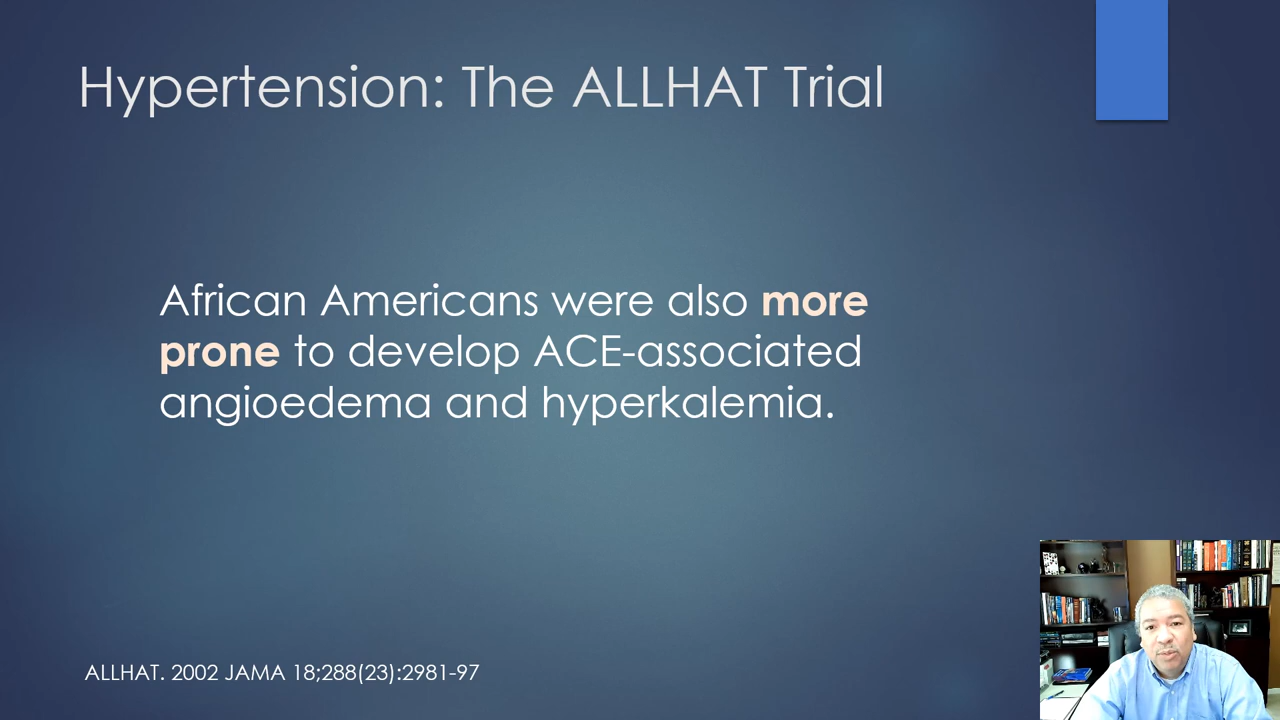 Hypertension: The ALLHAT Trial
African Americans were also more
prone to develop ACE-associated
angioedema and hyperkalemia.
ALLHAT. 2002 JAMA 18;288(23):2981-97